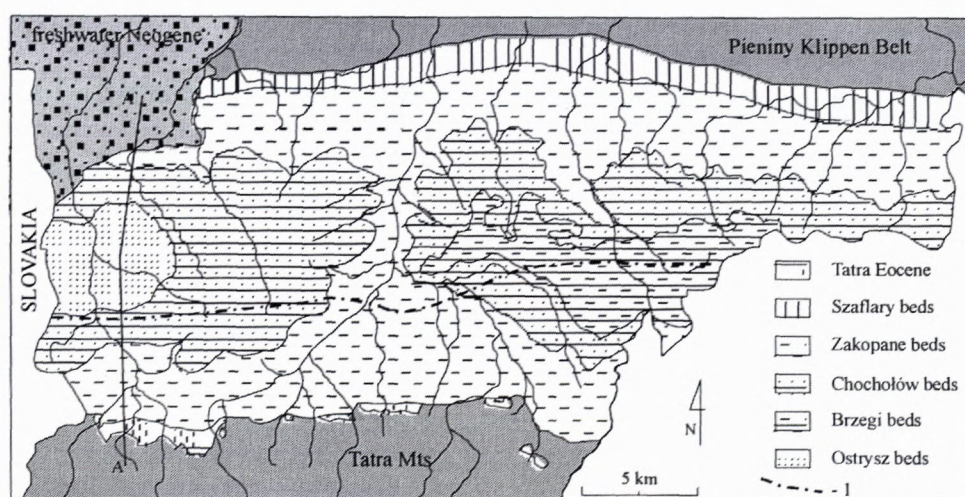 freshwater Neogene
Pieniny Klippen Belt
SLOVAKIA
Tatra Eocene
Szaflary beds
Zakopane beds
Chochołów beds
Brzegi beds
Ostrysz beds
1
N
5 km
Tatra Mts
A